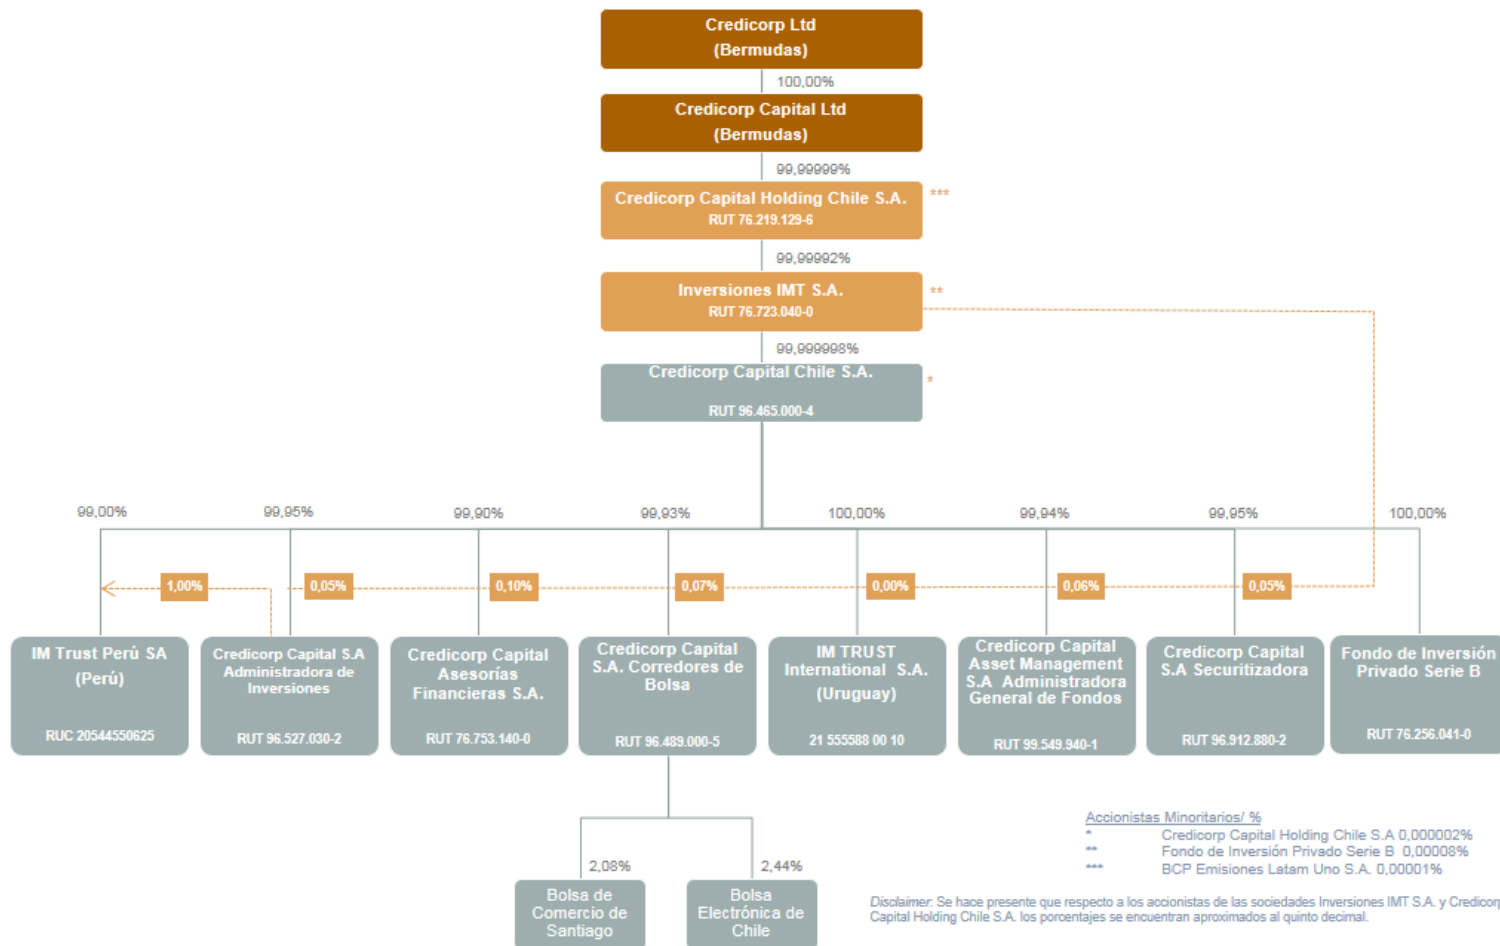 Credicorp Ltd
(Bermudas)
100,00%
Credicorp Capital Ltd
(Bermudas)
99,99999%
Credicorp Capital Holding Chile S.A.
RUT 76.219.129-6
***
99,99992%
Inversiones IMT S.A.
RUT 76.723.040-0
**
99,999998%
Credicorp Capital Chile S.A.
RUT 96.465.000-4
*
99,00%
99,95%
99,90%
99,93%
100,00%
99,94%
99,95%
100,00%
1,00%
0,05%
0,10%
0,07%
0,00%
0,06%
0,05%
IM Trust Perú SA
(Perú)
RUC 20544550625
Credicorp Capital S.A
Administradora de
Inversiones
RUT 96.527.030-2
Credicorp Capital
Asesorías
Financieras S.A.
RUT 76.753.140-0
Credicorp Capital
S.A. Corredores de
Bolsa
RUT 96.489.000-5
IM TRUST
International S.A.
(Uruguay)
21 555588 00 10
Credicorp Capital
Asset Management
S.A Administradora
General de Fondos
RUT 99.549.940-1
Credicorp Capital
S.A Securitizadora
RUT 96.912.880-2
Fondo de Inversión
Privado Serie B
RUT 76.256.041-0
2,08%
2,44%
Bolsa de
Comercio de
Santiago
Bolsa
Electrónica de
Chile
Accionistas Minoritarios/ %
* Credicorp Capital Holding Chile S.A 0,000002%
** Fondo de Inversión Privado Serie B 0,00008%
*** BCP Emisiones Latam Uno S.A. 0,00001%
Disclaimer: Se hace presente que respecto a los accionistas de las sociedades Inversiones IMT S.A. y Credicorp
Capital Holding Chile S.A. los porcentajes se encuentran aproximados al quinto decimal.